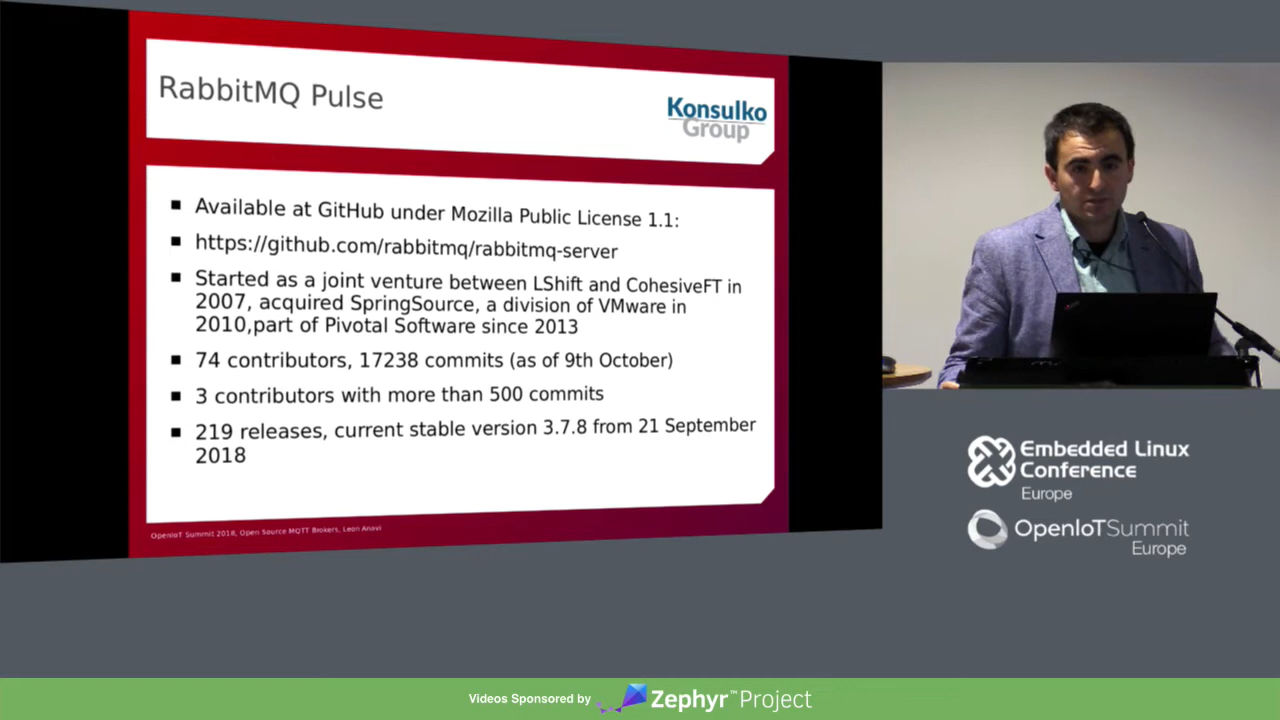 RabbitMQ Pulse
Konsulko
Group
Available at GitHub under Mozilla Public License 1.1:
https://github.com/rabbitmq/rabbitmq-server
Started as a joint venture between LShift and CohesiveFT in
2007, acquired SpringSource, a division of VMware in
2010,part of Pivotal Software since 2013
74 contributors, 17238 commits (as of 9th October)
3 contributors with more than 500 commits
219 releases, current stable version 3.7.8 from 21 September
2018
OpenIoT Summit 2018, Open Source MQTT Brokers, Leon Anavi
Embedded Linux
Conference
Europe
OpenIoTSummit
Europe
Videos Sponsored by Zephyr™Project